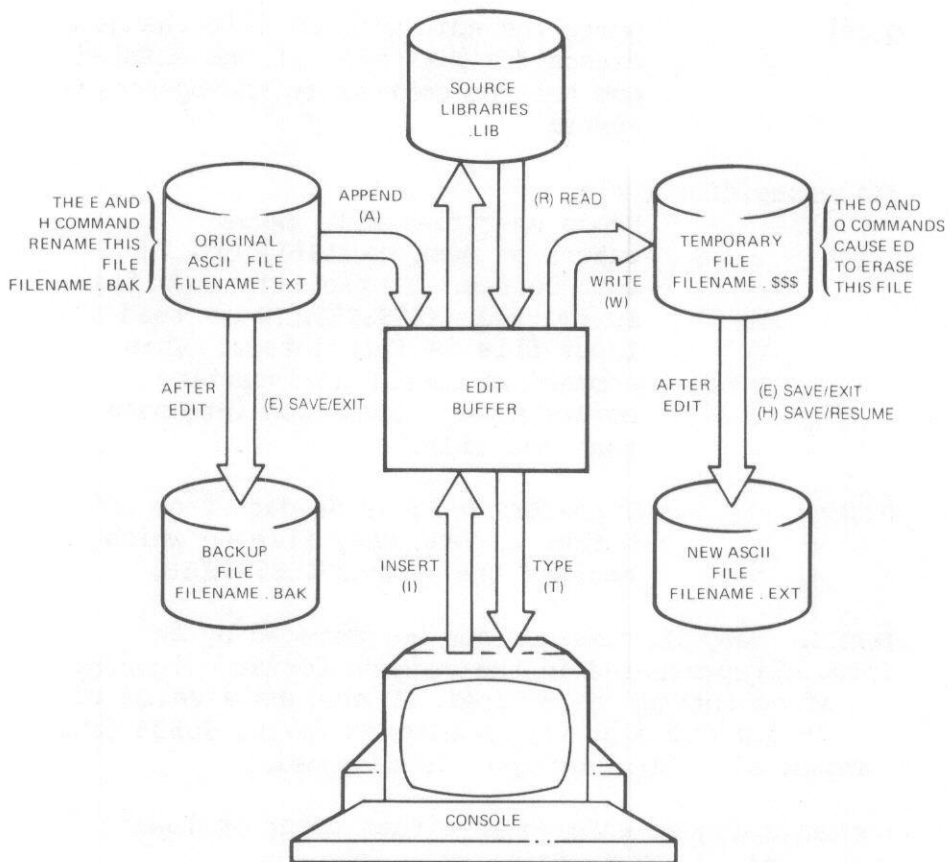 SOURCE
LIBRARIES
.LIB
THE E AND
H COMMAND
RENAME THIS
FILE
FILENAME . BAK
ORIGINAL
ASCII FILE
FILENAME . EXT
APPEND
(A)
(R) READ
WRITE
(W)
TEMPORARY
FILE
FILENAME . $$$
THE O AND
Q COMMANDS
CAUSE ED
TO ERASE
THIS FILE
AFTER
EDIT
(E) SAVE/EXIT
EDIT
BUFFER
AFTER
EDIT
(E) SAVE/EXIT
(H) SAVE/RESUME
BACKUP
FILE
FILENAME . BAK
INSERT
(I)
TYPE
(T)
NEW ASCII
FILE
FILENAME . EXT
CONSOLE